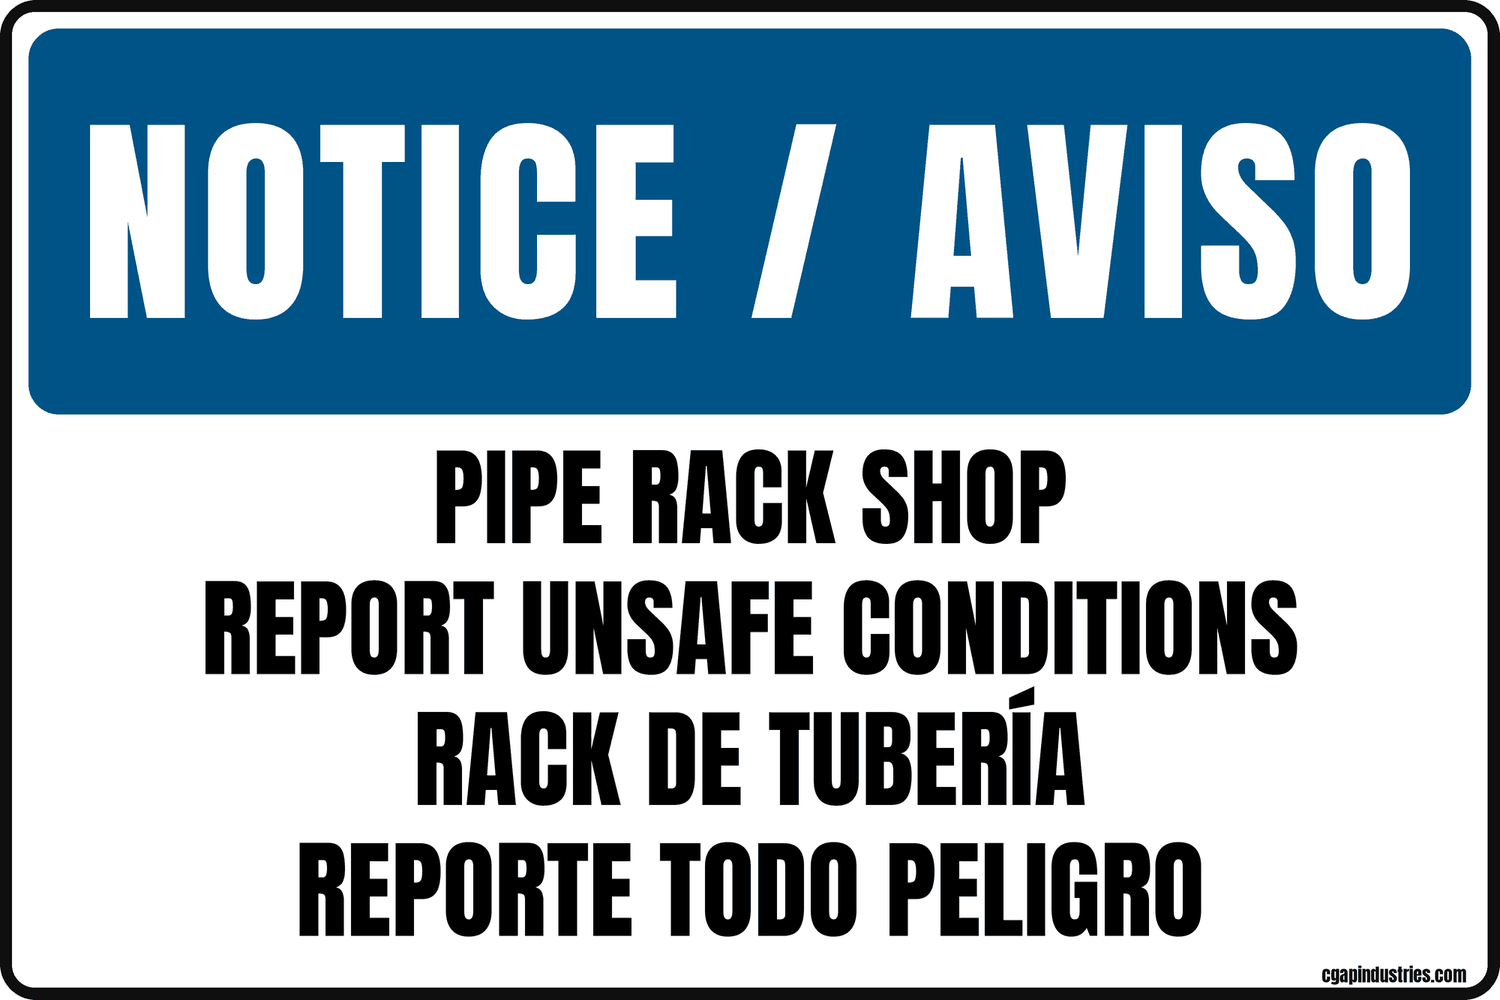 NOTICE / AVISO
PIPE RACK SHOP
REPORT UNSAFE CONDITIONS
RACK DE TUBERÍA
REPORTE TODO PELIGRO
cgapindustries.com